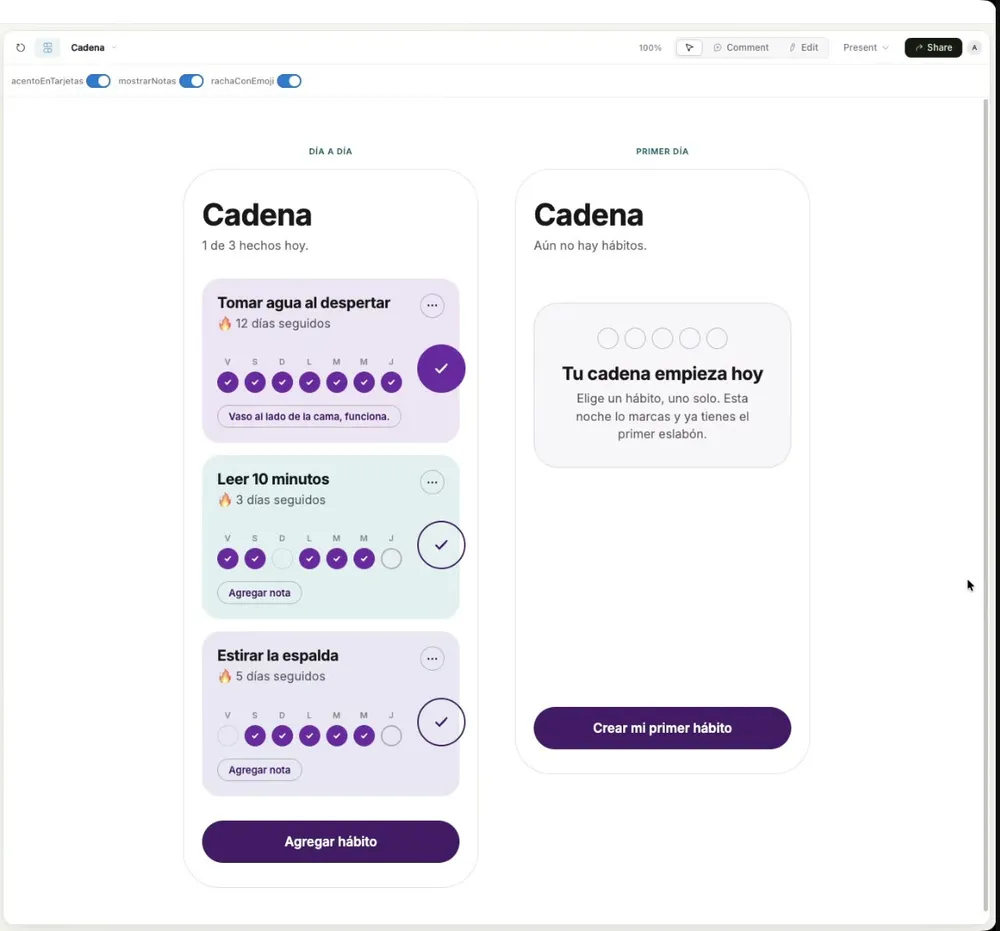 Cadena
100%
Comment
Edit
Present
Share
A
acentoEnTarjetas
mostrarNotas
rachaConEmoji
DÍA A DÍA
Cadena
1 de 3 hechos hoy.
Tomar agua al despertar
🔥 12 días seguidos
V S D L M M J
Vaso al lado de la cama, funciona.
Leer 10 minutos
🔥 3 días seguidos
V S D L M M J
Agregar nota
Estirar la espalda
🔥 5 días seguidos
V S D L M M J
Agregar nota
Agregar hábito
PRIMER DÍA
Cadena
Aún no hay hábitos.
Tu cadena empieza hoy
Elige un hábito, uno solo. Esta
noche lo marcas y ya tienes el
primer eslabón.
Crear mi primer hábito